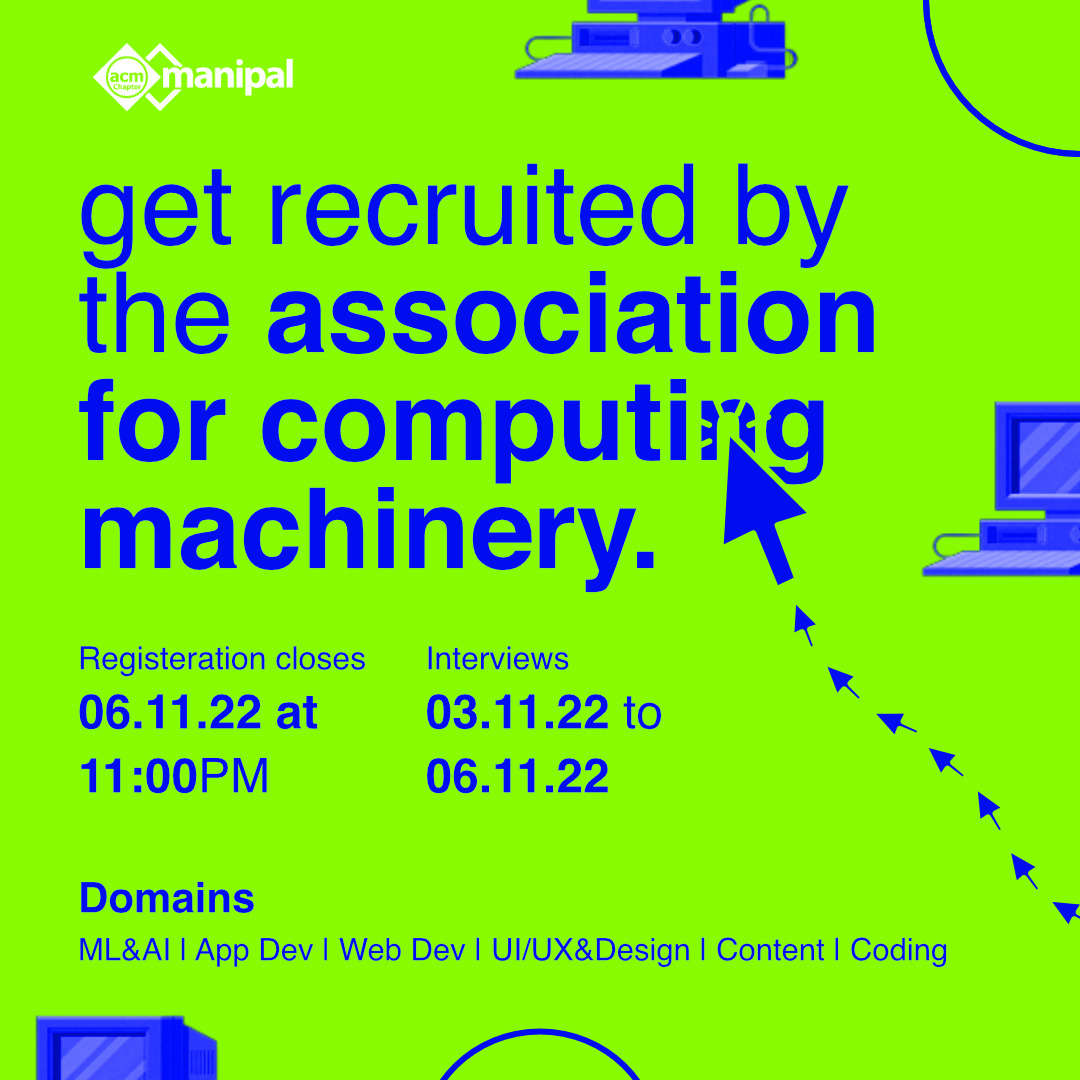 acm
Chapter
manipal
get recruited by
the association
for computing
machinery.
Registeration closes
06.11.22 at
11:00PM
Interviews
03.11.22 to
06.11.22
Domains
ML&AI | App Dev | Web Dev | UI/UX&Design | Content | Coding